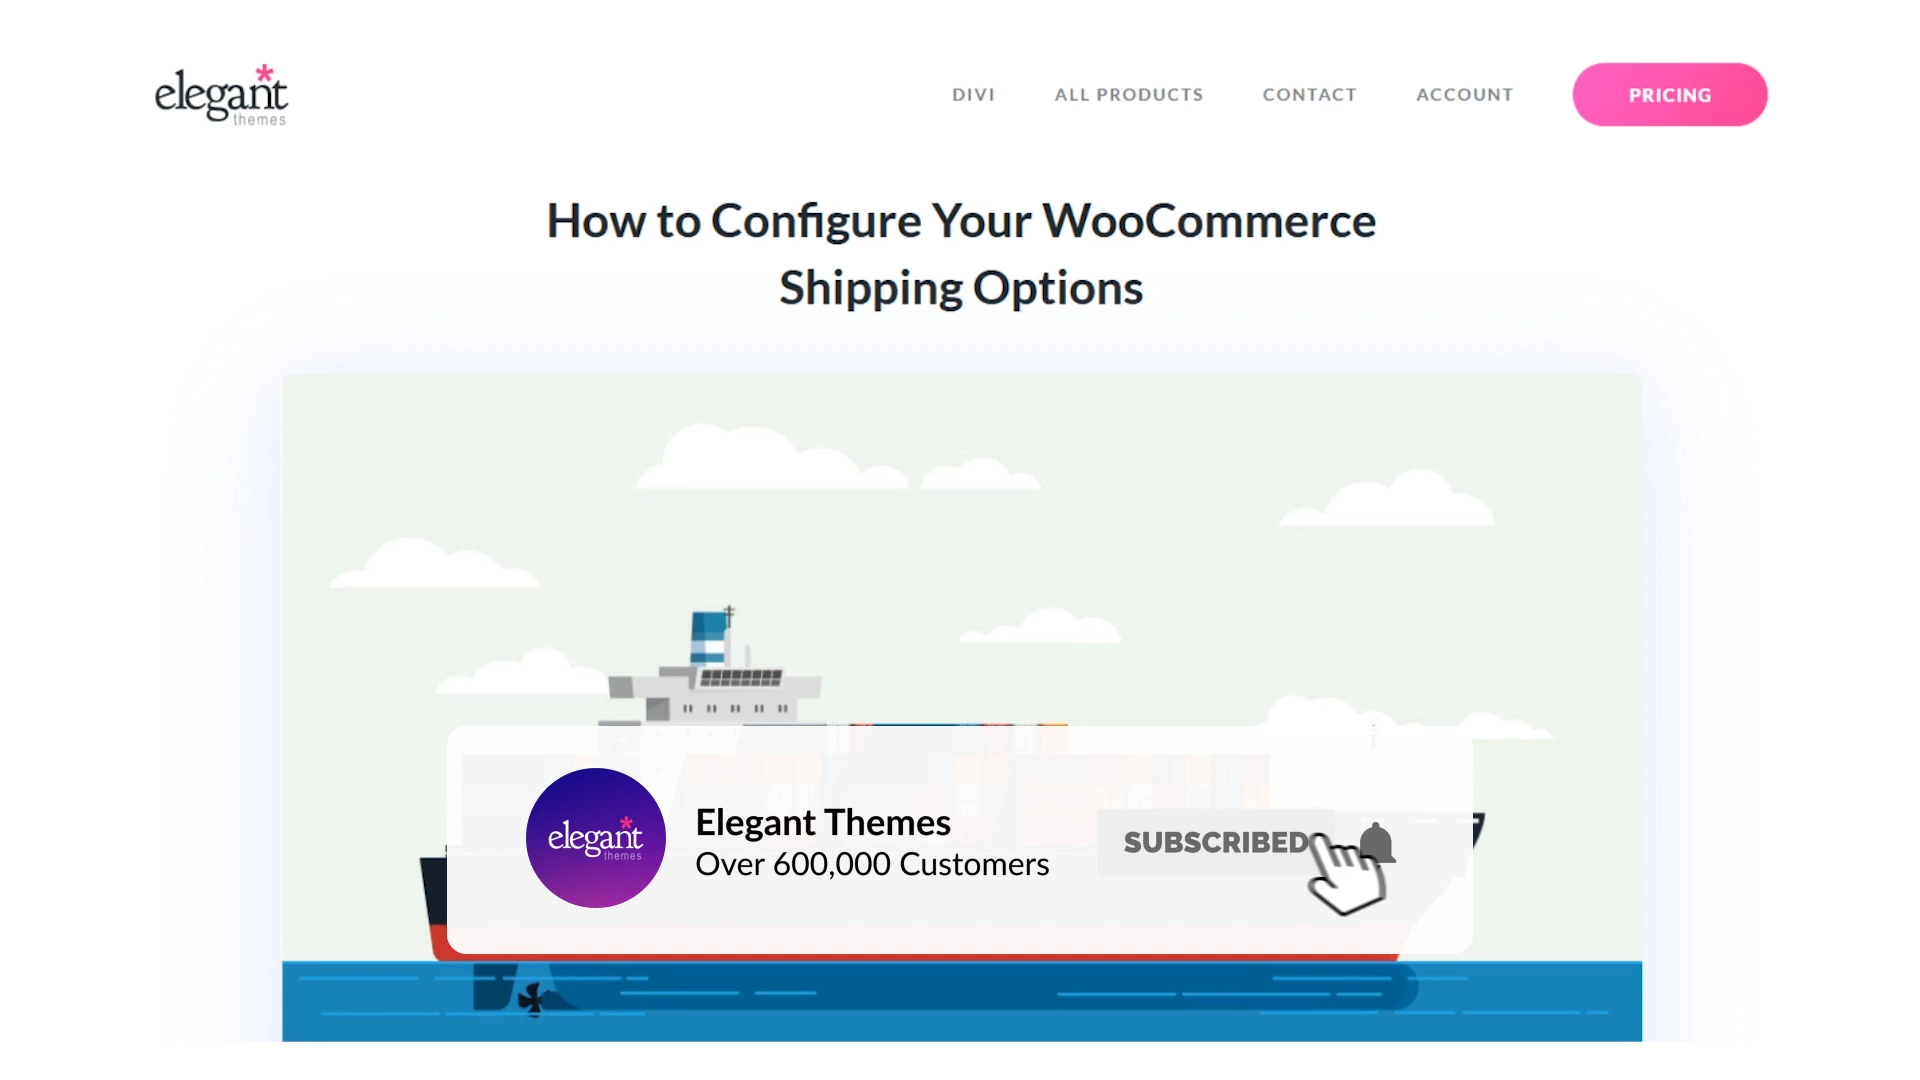 elegant
themes
DIVI
ALL PRODUCTS
CONTACT
ACCOUNT
PRICING
How to Configure Your WooCommerce
Shipping Options
elegant
themes
Elegant Themes
Over 600,000 Customers
SUBSCRIBED